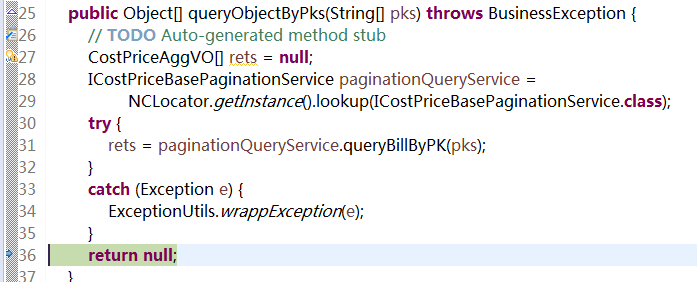 25 public Object[] queryObjectByPks(String[] pks) throws BusinessException {
26 // TODO Auto-generated method stub
27 CostPriceAggVO[] rets = null;
28 ICostPriceBasePaginationService paginationQueryService =
29 NCLocator.getInstance().lookup(ICostPriceBasePaginationService.class);
30 try {
31 rets = paginationQueryService.queryBillByPK(pks);
32 }
33 catch (Exception e) {
34 ExceptionUtils.wrappException(e);
35 }
36 return null;
37 }